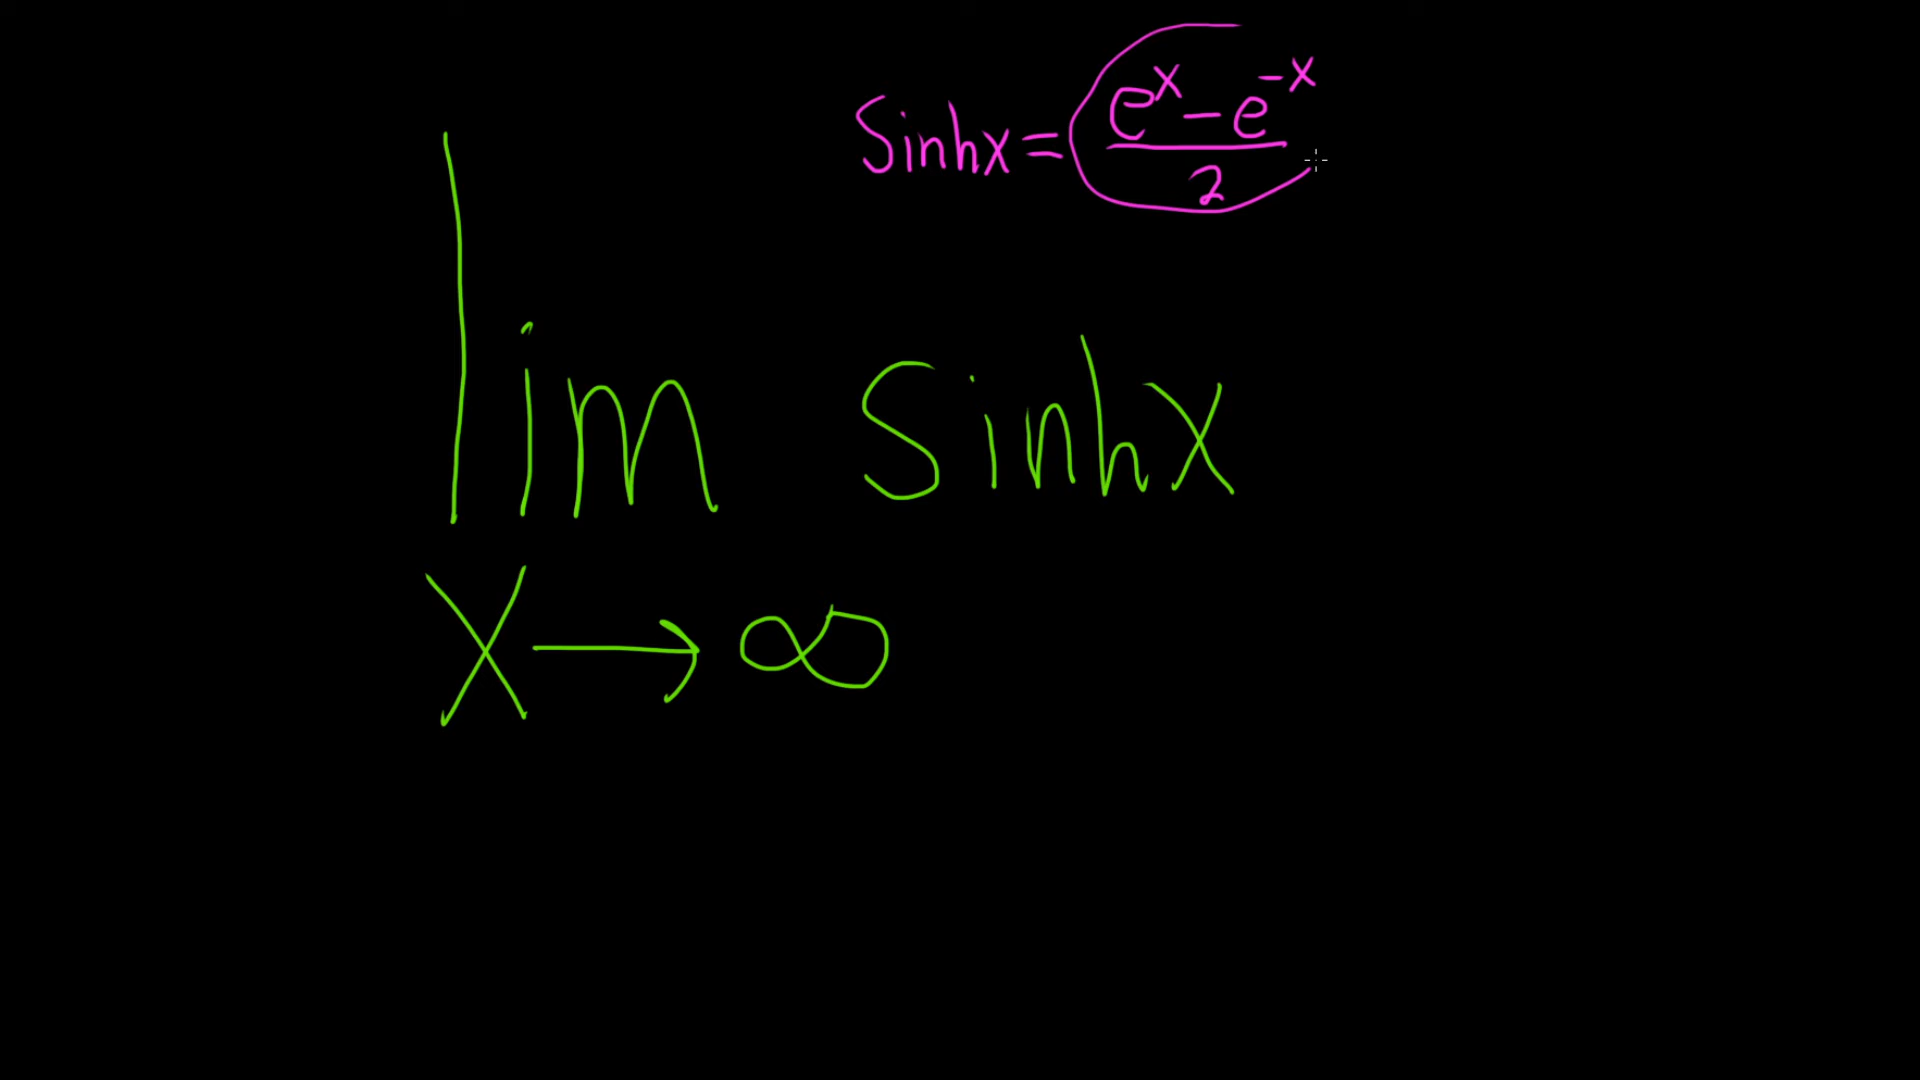 Sinhx = (e^x - e^-x)/2
lim Sinhx
x→∞